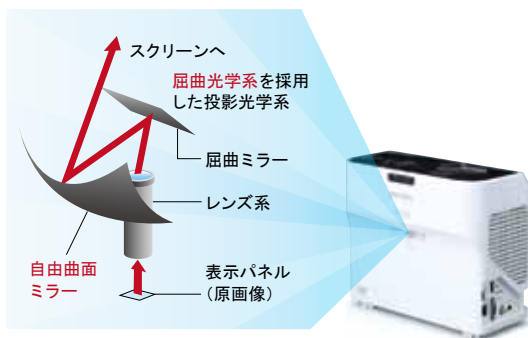 スクリーンへ
屈曲光学系を採用
した投影光学系
屈曲ミラー
レンズ系
自由曲面
ミラー
表示パネル
（原画像）